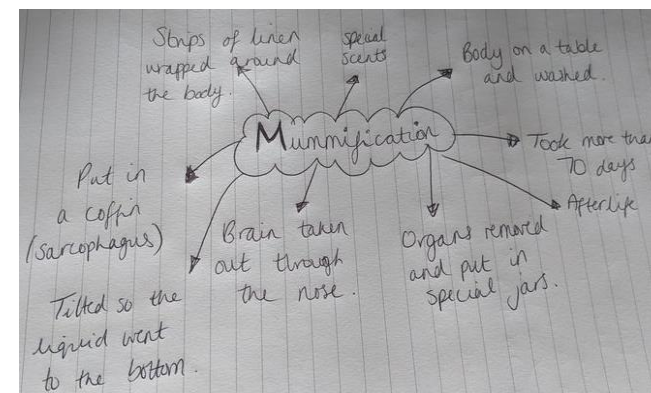 Strips of linen
wrapped around
the body.
special
scents
Body on a table
and washed.
Mummification
Took more than
70 days
Afterlife
Put in
a coffin
(sarcophagus)
Brain taken
out through
the nose.
Organs removed
and put in
special jars.
Tilted so the
liquid went
to the bottom.